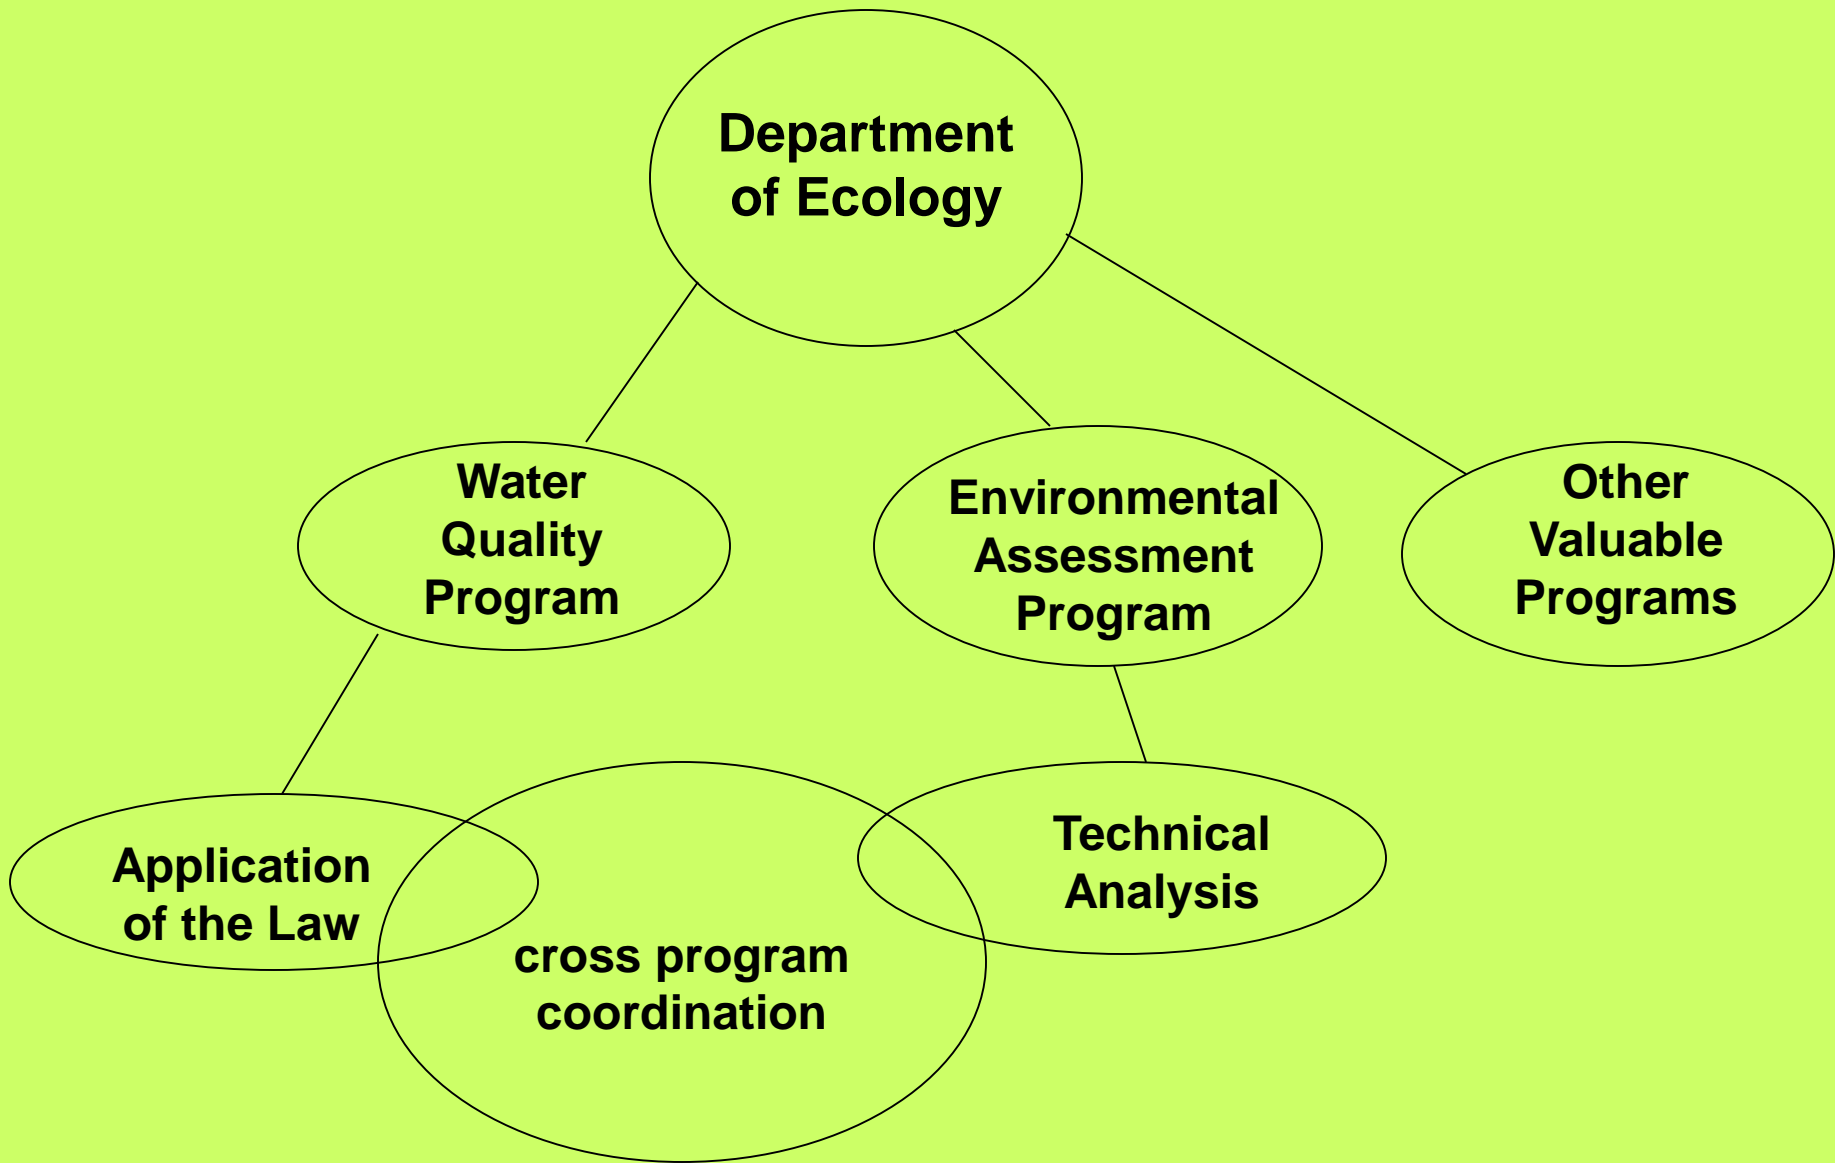 Department
of Ecology
Water
Quality
Program
Environmental
Assessment
Program
Other
Valuable
Programs
Application
of the Law
cross program
coordination
Technical
Analysis